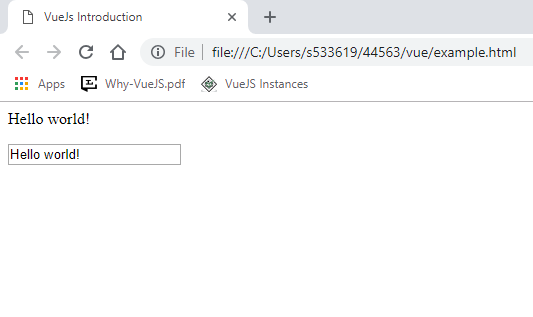 VueJs Introduction
File file:///C:/Users/s533619/44563/vue/example.html
Apps Why-VueJS.pdf VueJS Instances
Hello world!
Hello world!